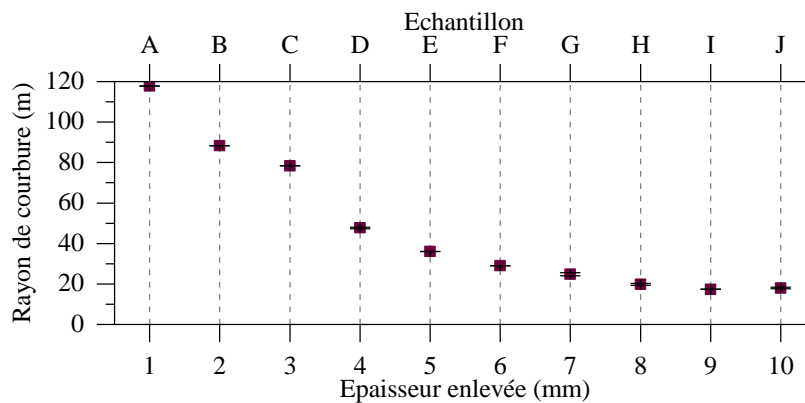 Echantillon
A B C D E F G H I J
120
100
80
60
40
20
0
Rayon de courbure (m)
1 2 3 4 5 6 7 8 9 10
Epaisseur enlevée (mm)